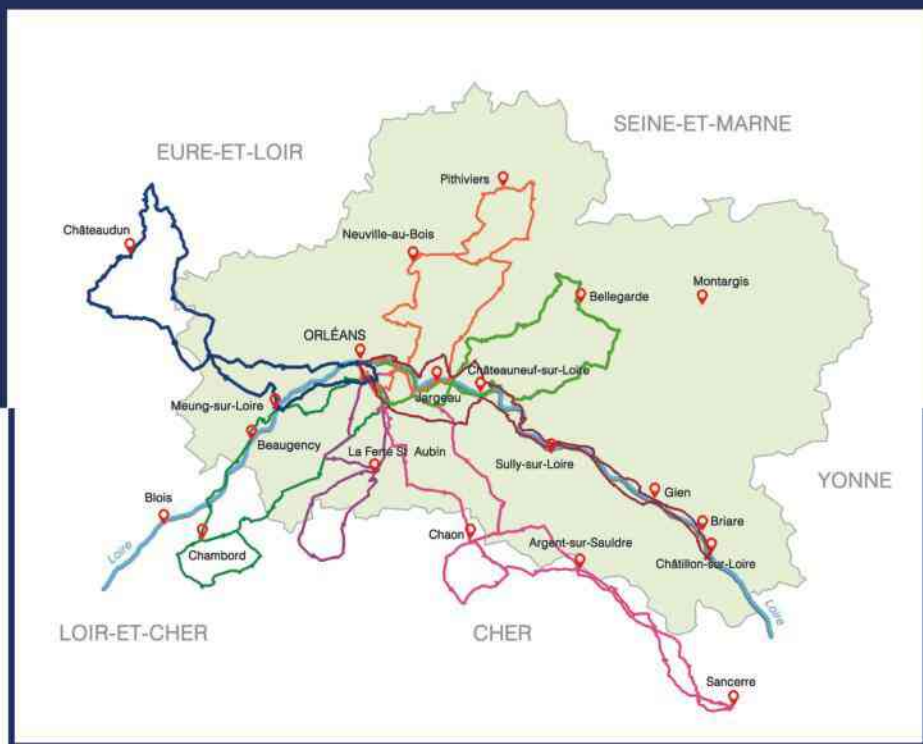 SEINE-ET-MARNE
EURE-ET-LOIR
Pithiviers
Châteaudun
Neuville-au-Bois
Montargis
Bellegarde
ORLÉANS
Châteauneuf-sur-Loire
Jargeau
Meung-sur-Loire
Beaugency
La Ferté St Aubin
Sully-sur-Loire
YONNE
Gien
Blois
Briare
Chaon
Argent-sur-Sauldre
Chambord
Châtillon-sur-Loire
Loire
Loire
LOIR-ET-CHER
CHER
Sancerre